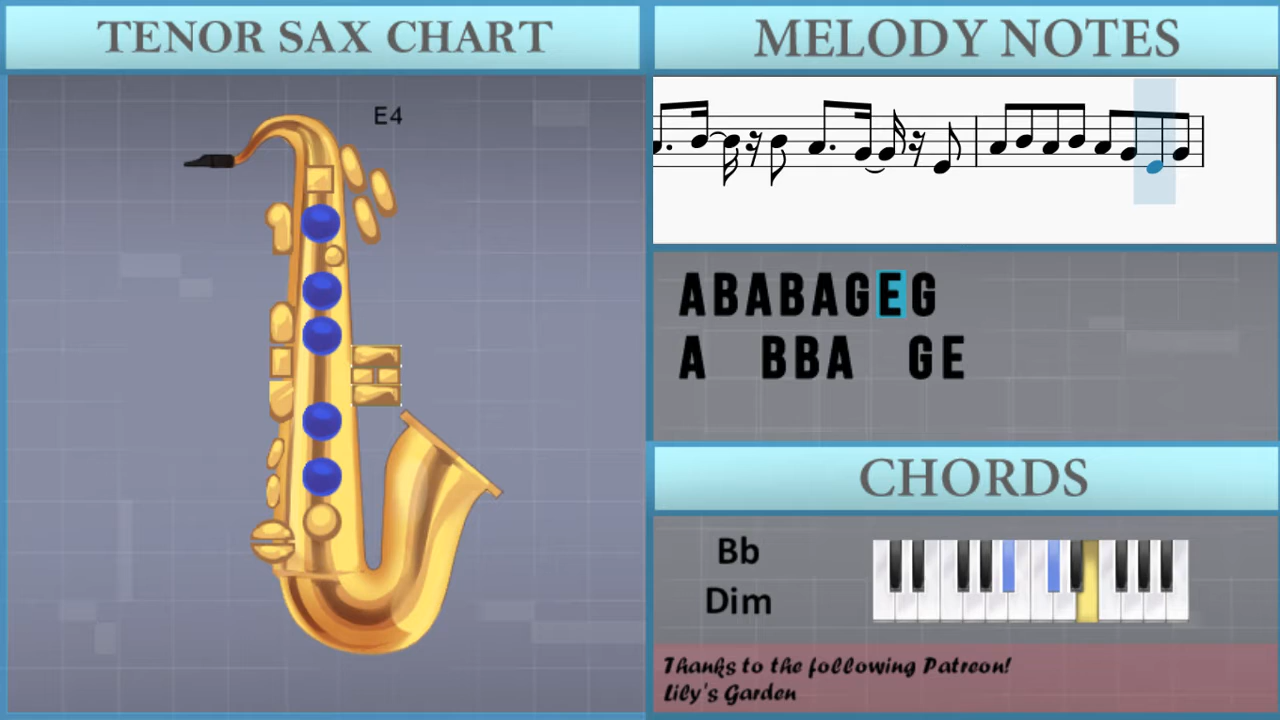 TENOR SAX CHART
E4
MELODY NOTES
ABABAGEG
A BBA GE
CHORDS
Bb
Dim
Thanks to the following Patreon!
Lily's Garden